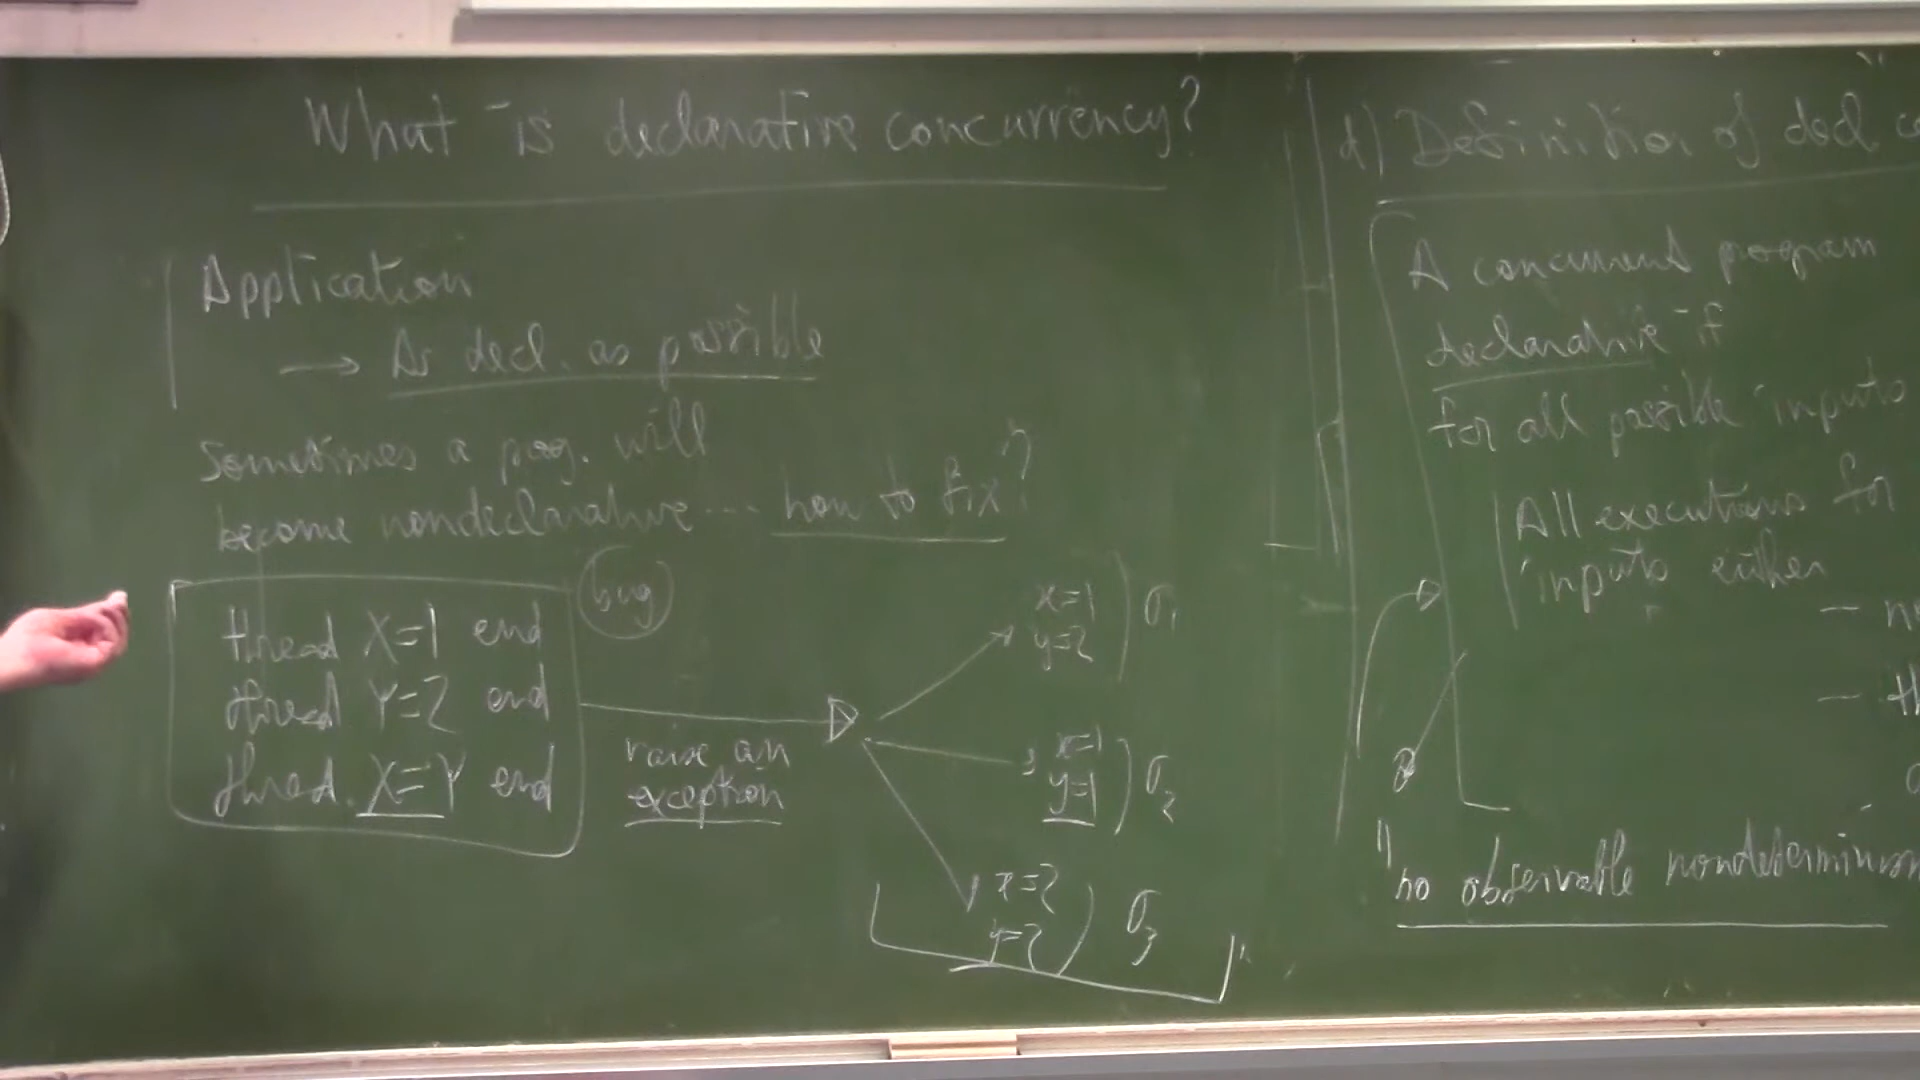 What is declarative concurrency?
Application
→ As decl. as possible
Sometimes a prog. will
become nondeclarative... how to fix?
bug
thread X=1 end
thread Y=2 end
thread X=Y end
raise an
exception
x=1
y=2
σ1
x=1
y=1
σ2
x=2
y=2
σ3
d) Definition of decl
A concurrent program
declarative if
for all possible inputs
All executions for
inputs either
"no observable nondeterminism